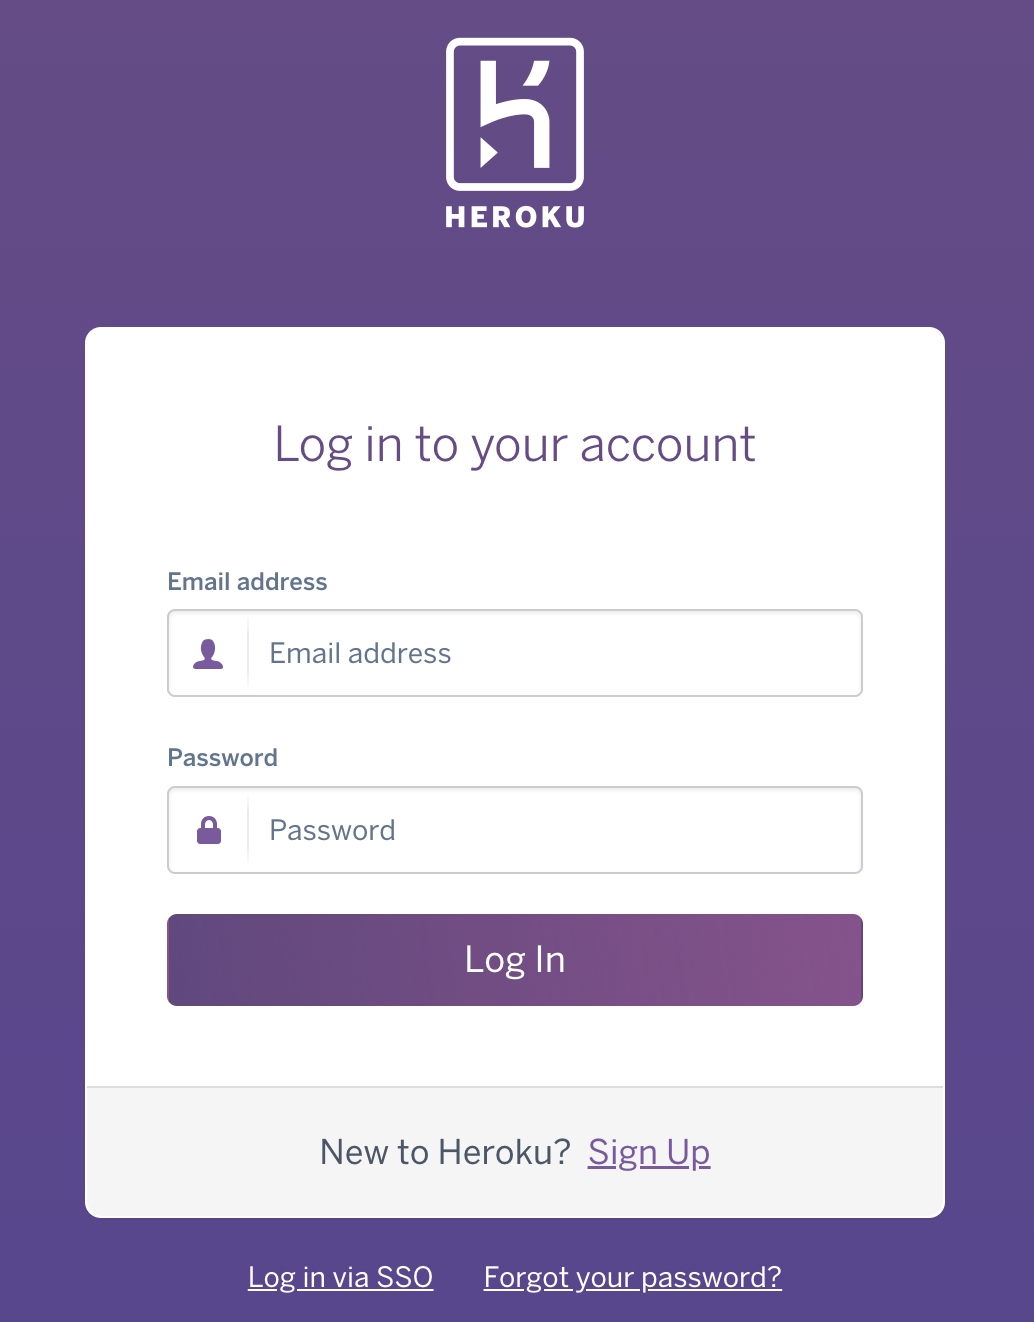 HEROKU
Log in to your account
Email address
Email address
Password
Password
Log In
New to Heroku? Sign Up
Log in via SSO Forgot your password?